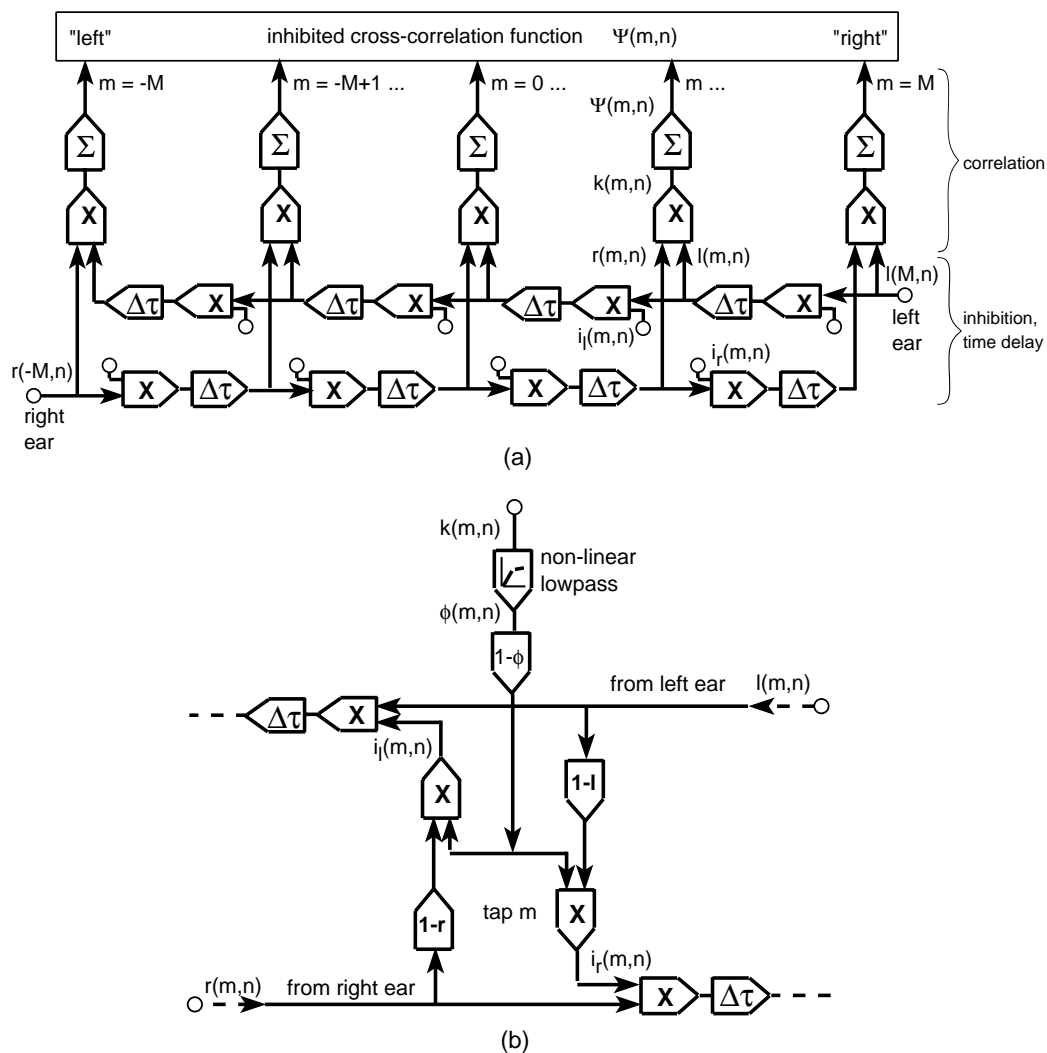 "left" inhibited cross-correlation function Ψ(m,n) "right"
m = -M m = -M+1 ... m = 0 ... m ... m = M
Ψ(m,n)
Σ Σ Σ Σ Σ
correlation
k(m,n)
X X X X X
r(m,n) l(m,n)
l(M,n)
Δτ X Δτ X Δτ X Δτ X
left
ear
inhibition,
time delay
i_l(m,n) i_r(m,n)
r(-M,n)
X Δτ X Δτ X Δτ X Δτ
right
ear
(a)
k(m,n)
non-linear
lowpass
ϕ(m,n)
1-ϕ
from left ear l(m,n)
Δτ X
i_l(m,n)
1-l
X
tap m
X
1-r
i_r(m,n)
r(m,n) from right ear
X Δτ
(b)